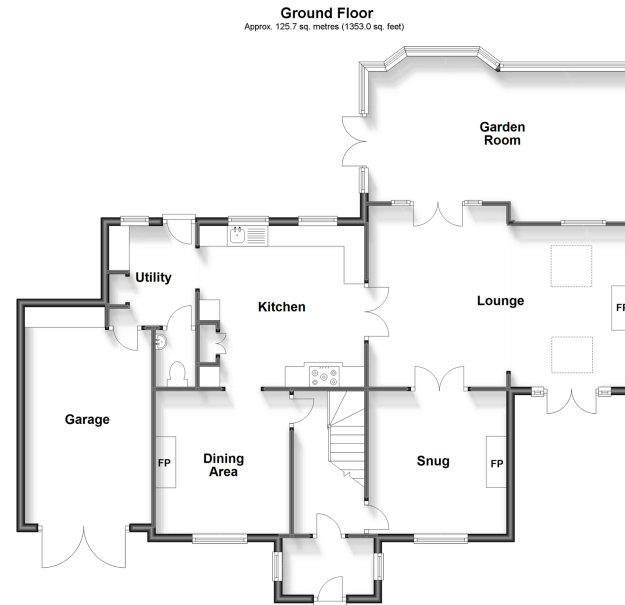 Ground Floor
Approx. 125.7 sq. metres (1353.0 sq. feet)
Garden
Room
Utility
Kitchen
Lounge
FP
Garage
FP
Dining
Area
Snug
FP